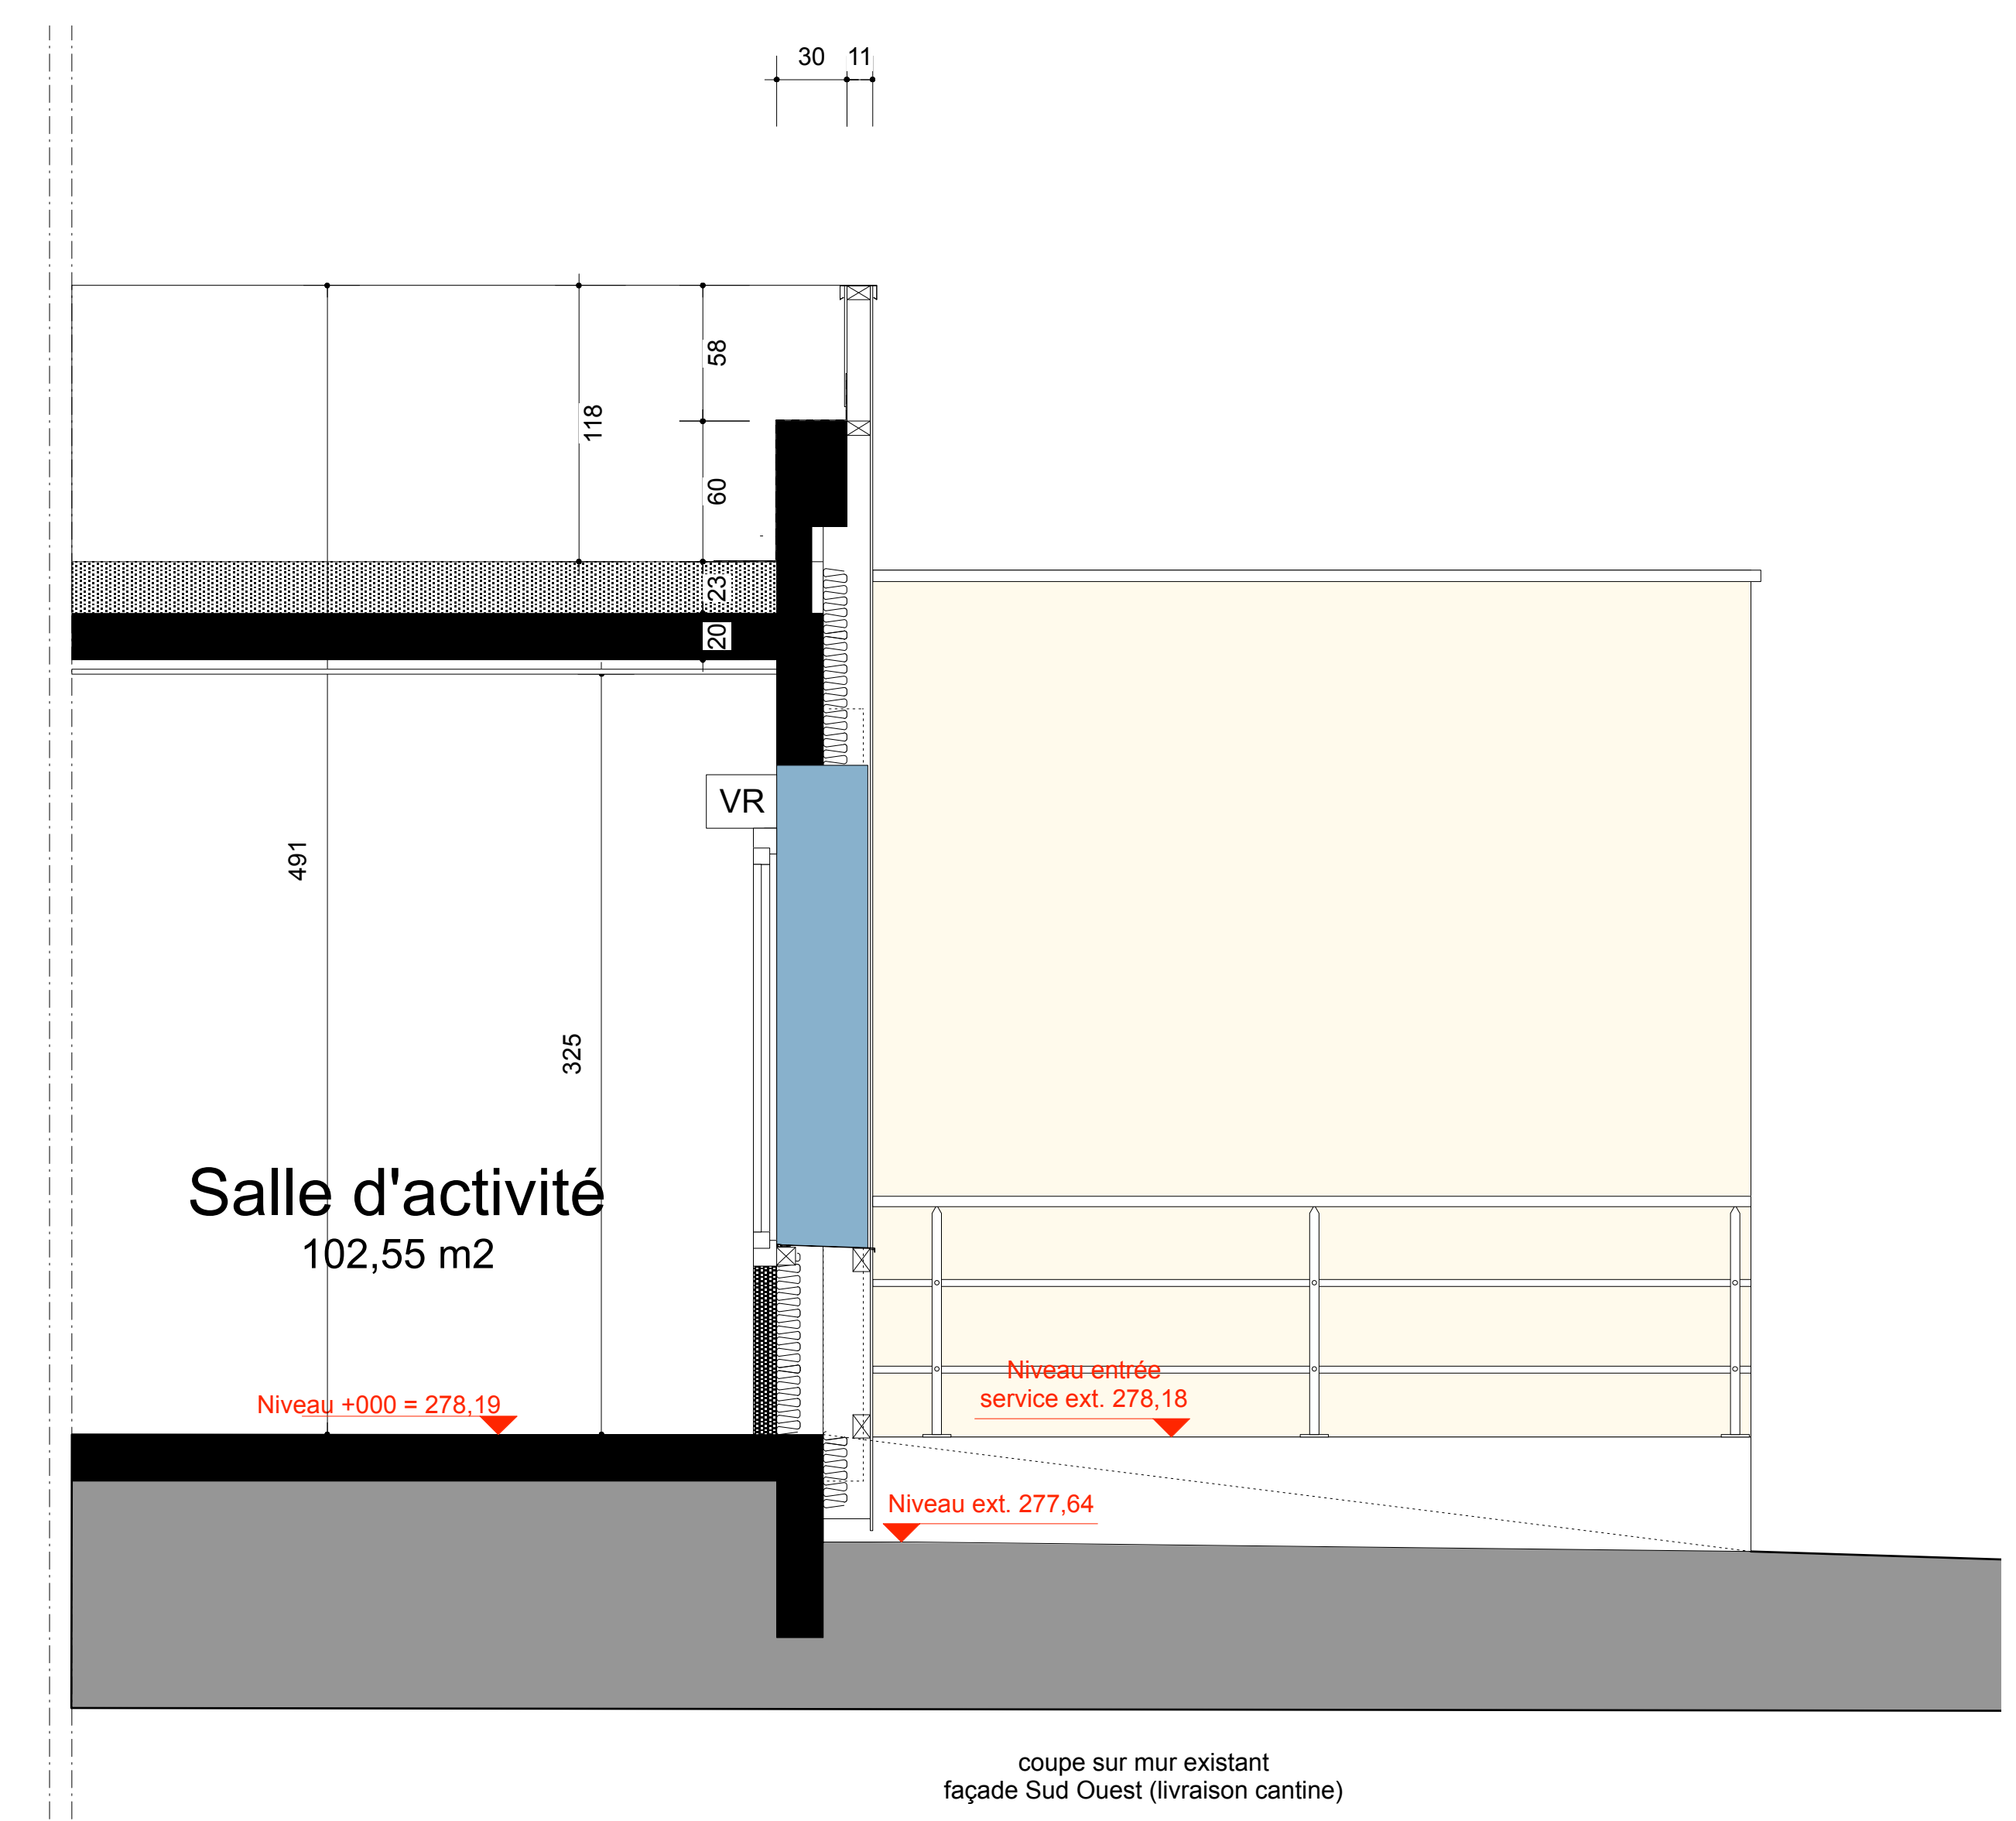 30
11
58
118
60
23
20
VR
491
325
Salle d'activité
102,55 m2
Niveau entrée
service ext. 278,18
Niveau +000 = 278,19
Niveau ext. 277,64
coupe sur mur existant
façade Sud Ouest (livraison cantine)